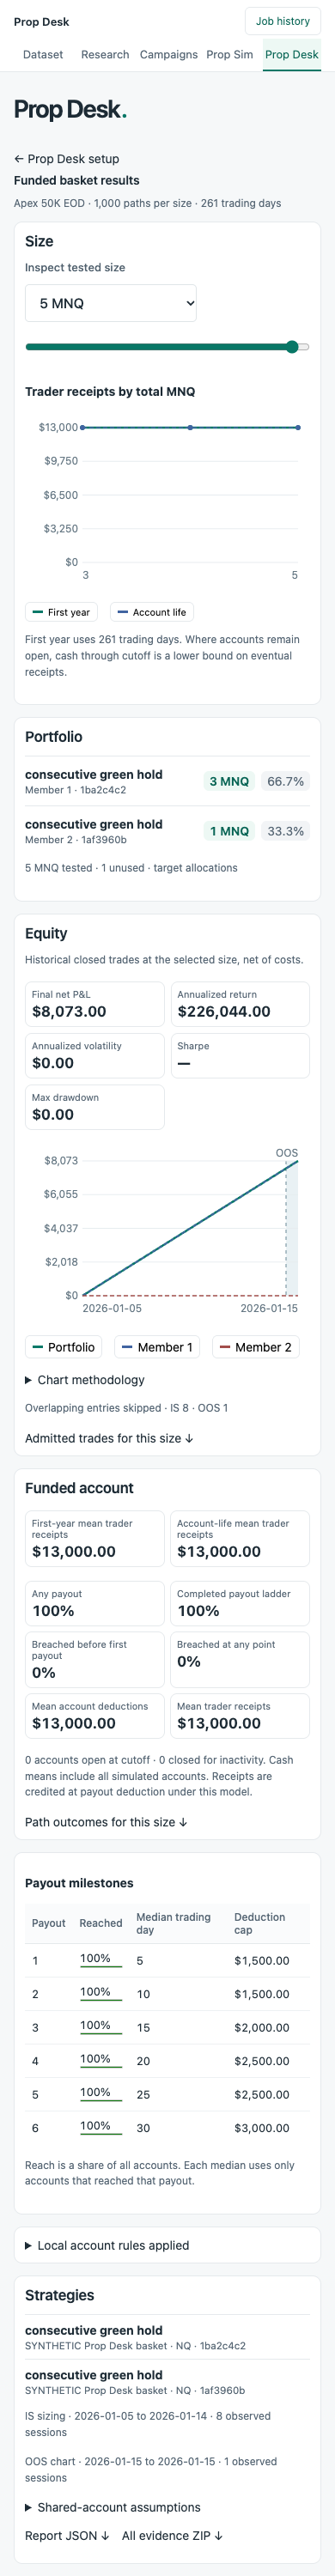 Prop Desk
Job history
Dataset Research Campaigns Prop Sim Prop Desk
Prop Desk.
← Prop Desk setup
Funded basket results
Apex 50K EOD · 1,000 paths per size · 261 trading days
Size
Inspect tested size
5 MNQ
Trader receipts by total MNQ
$13,000
$9,750
$6,500
$3,250
$0
3 5
First year Account life
First year uses 261 trading days. Where accounts remain
open, cash through cutoff is a lower bound on eventual
receipts.
Portfolio
consecutive green hold
Member 1 · 1ba2c4c2
3 MNQ 66.7%
consecutive green hold
Member 2 · 1af3960b
1 MNQ 33.3%
5 MNQ tested · 1 unused · target allocations
Equity
Historical closed trades at the selected size, net of costs.
Final net P&L
$8,073.00
Annualized return
$226,044.00
Annualized volatility
$0.00
Sharpe
—
Max drawdown
$0.00
OOS
$8,073
$6,055
$4,037
$2,018
$0
2026-01-05 2026-01-15
Portfolio Member 1 Member 2
▶ Chart methodology
Overlapping entries skipped · IS 8 · OOS 1
Admitted trades for this size ↓
Funded account
First-year mean trader
receipts
$13,000.00
Account-life mean trader
receipts
$13,000.00
Any payout
100%
Completed payout ladder
100%
Breached before first
payout
0%
Breached at any point
0%
Mean account deductions
$13,000.00
Mean trader receipts
$13,000.00
0 accounts open at cutoff · 0 closed for inactivity. Cash
means include all simulated accounts. Receipts are
credited at payout deduction under this model.
Path outcomes for this size ↓
Payout milestones
Payout Reached Median trading
day Deduction
cap
1 100% 5 $1,500.00
2 100% 10 $1,500.00
3 100% 15 $2,000.00
4 100% 20 $2,500.00
5 100% 25 $2,500.00
6 100% 30 $3,000.00
Reach is a share of all accounts. Each median uses only
accounts that reached that payout.
▶ Local account rules applied
Strategies
consecutive green hold
SYNTHETIC Prop Desk basket · NQ · 1ba2c4c2
consecutive green hold
SYNTHETIC Prop Desk basket · NQ · 1af3960b
IS sizing · 2026-01-05 to 2026-01-14 · 8 observed
sessions
OOS chart · 2026-01-15 to 2026-01-15 · 1 observed
sessions
▶ Shared-account assumptions
Report JSON ↓ All evidence ZIP ↓